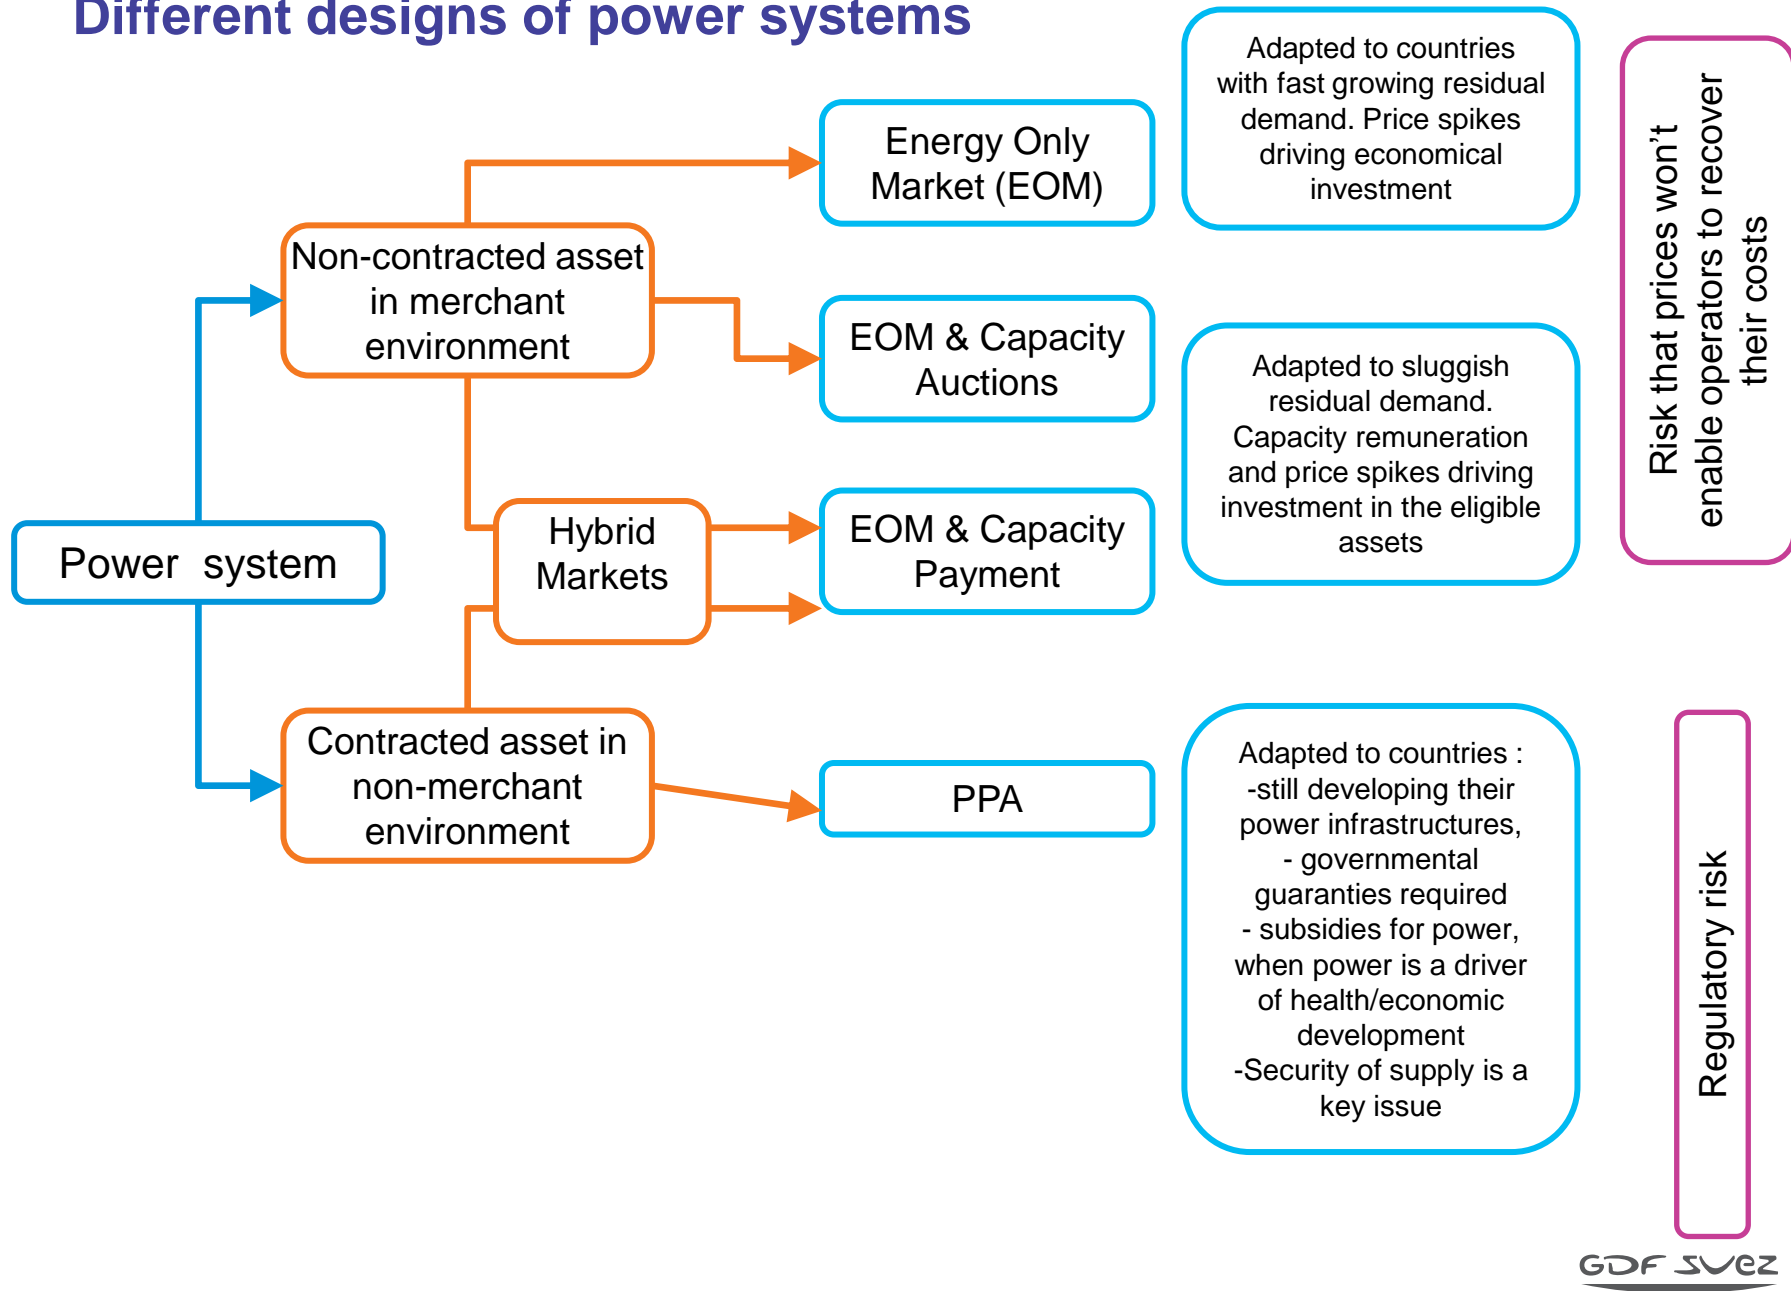 Different designs of power systems
Adapted to countries
with fast growing residual
demand. Price spikes
driving economical
investment
Risk that prices won’t
enable operators to recover
their costs
Energy Only
Market (EOM)
Non-contracted asset
in merchant
environment
EOM & Capacity
Auctions
Adapted to sluggish
residual demand.
Capacity remuneration
and price spikes driving
investment in the eligible
assets
Hybrid
Markets
EOM & Capacity
Payment
Power system
Contracted asset in
non-merchant
environment
PPA
Adapted to countries :
-still developing their
power infrastructures,
- governmental
guaranties required
- subsidies for power,
when power is a driver
of health/economic
development
-Security of supply is a
key issue
Regulatory risk
GDF SUEZ